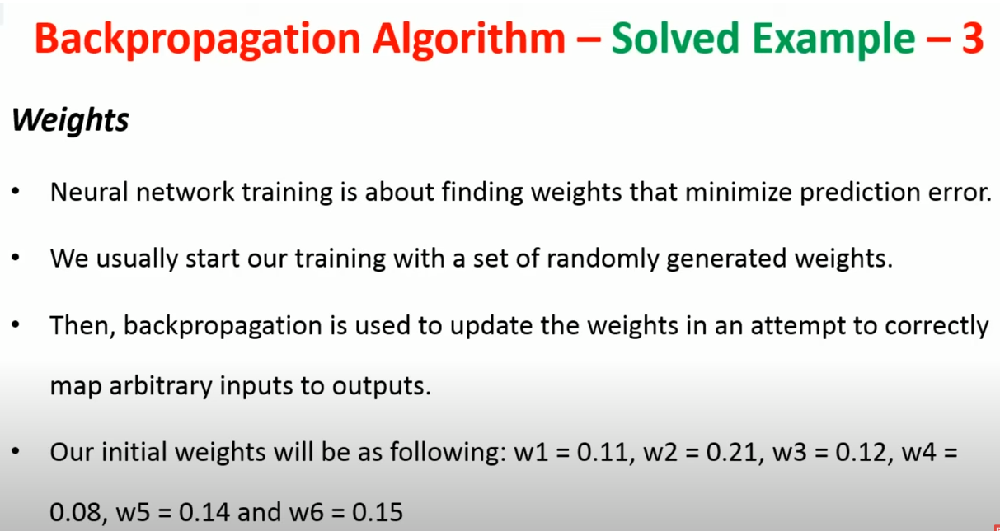 Backpropagation Algorithm – Solved Example – 3
Weights
• Neural network training is about finding weights that minimize prediction error.
• We usually start our training with a set of randomly generated weights.
• Then, backpropagation is used to update the weights in an attempt to correctly
map arbitrary inputs to outputs.
• Our initial weights will be as following: w1 = 0.11, w2 = 0.21, w3 = 0.12, w4 =
0.08, w5 = 0.14 and w6 = 0.15